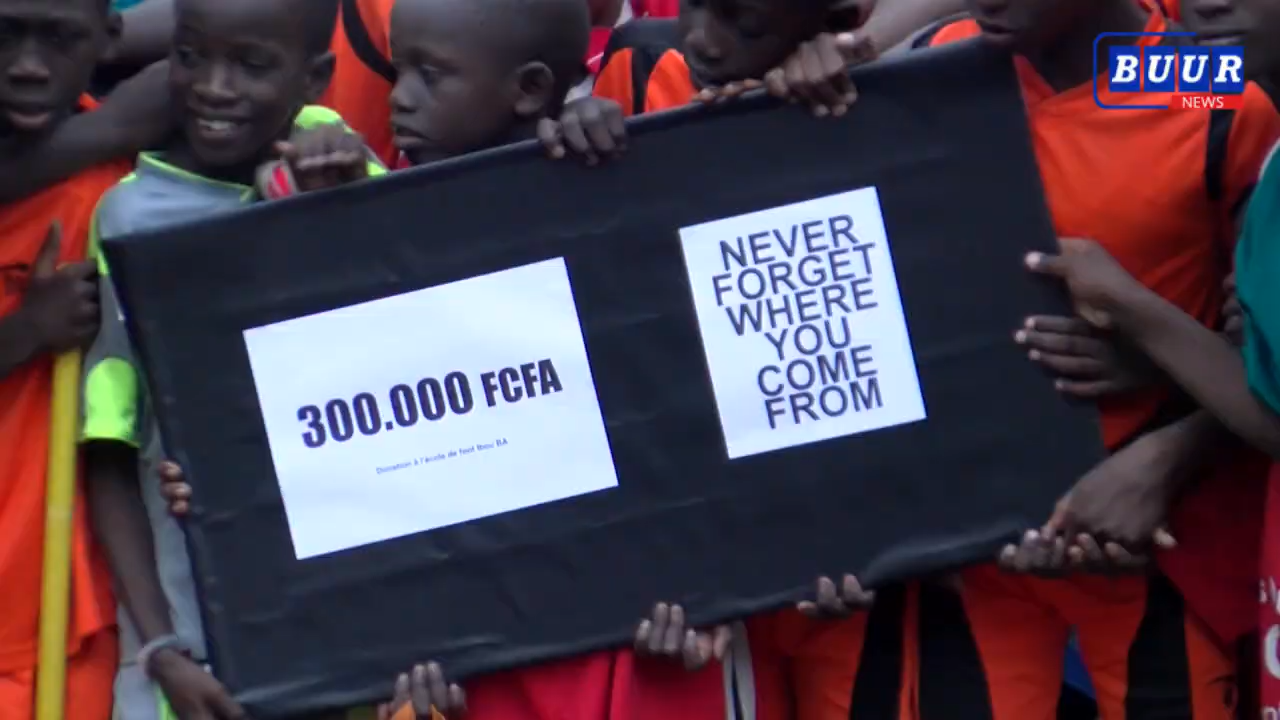 BUUR
NEWS
300.000 FCFA
Donation à l'école de foot Ibou BA
NEVER
FORGET
WHERE
YOU
COME
FROM